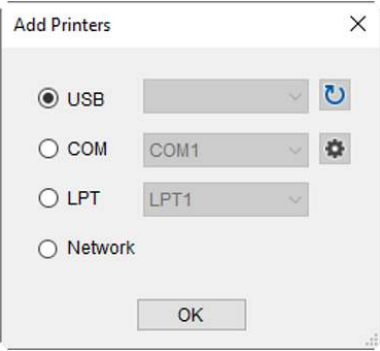 Add Printers
USB
COM COM1
LPT LPT1
Network
OK